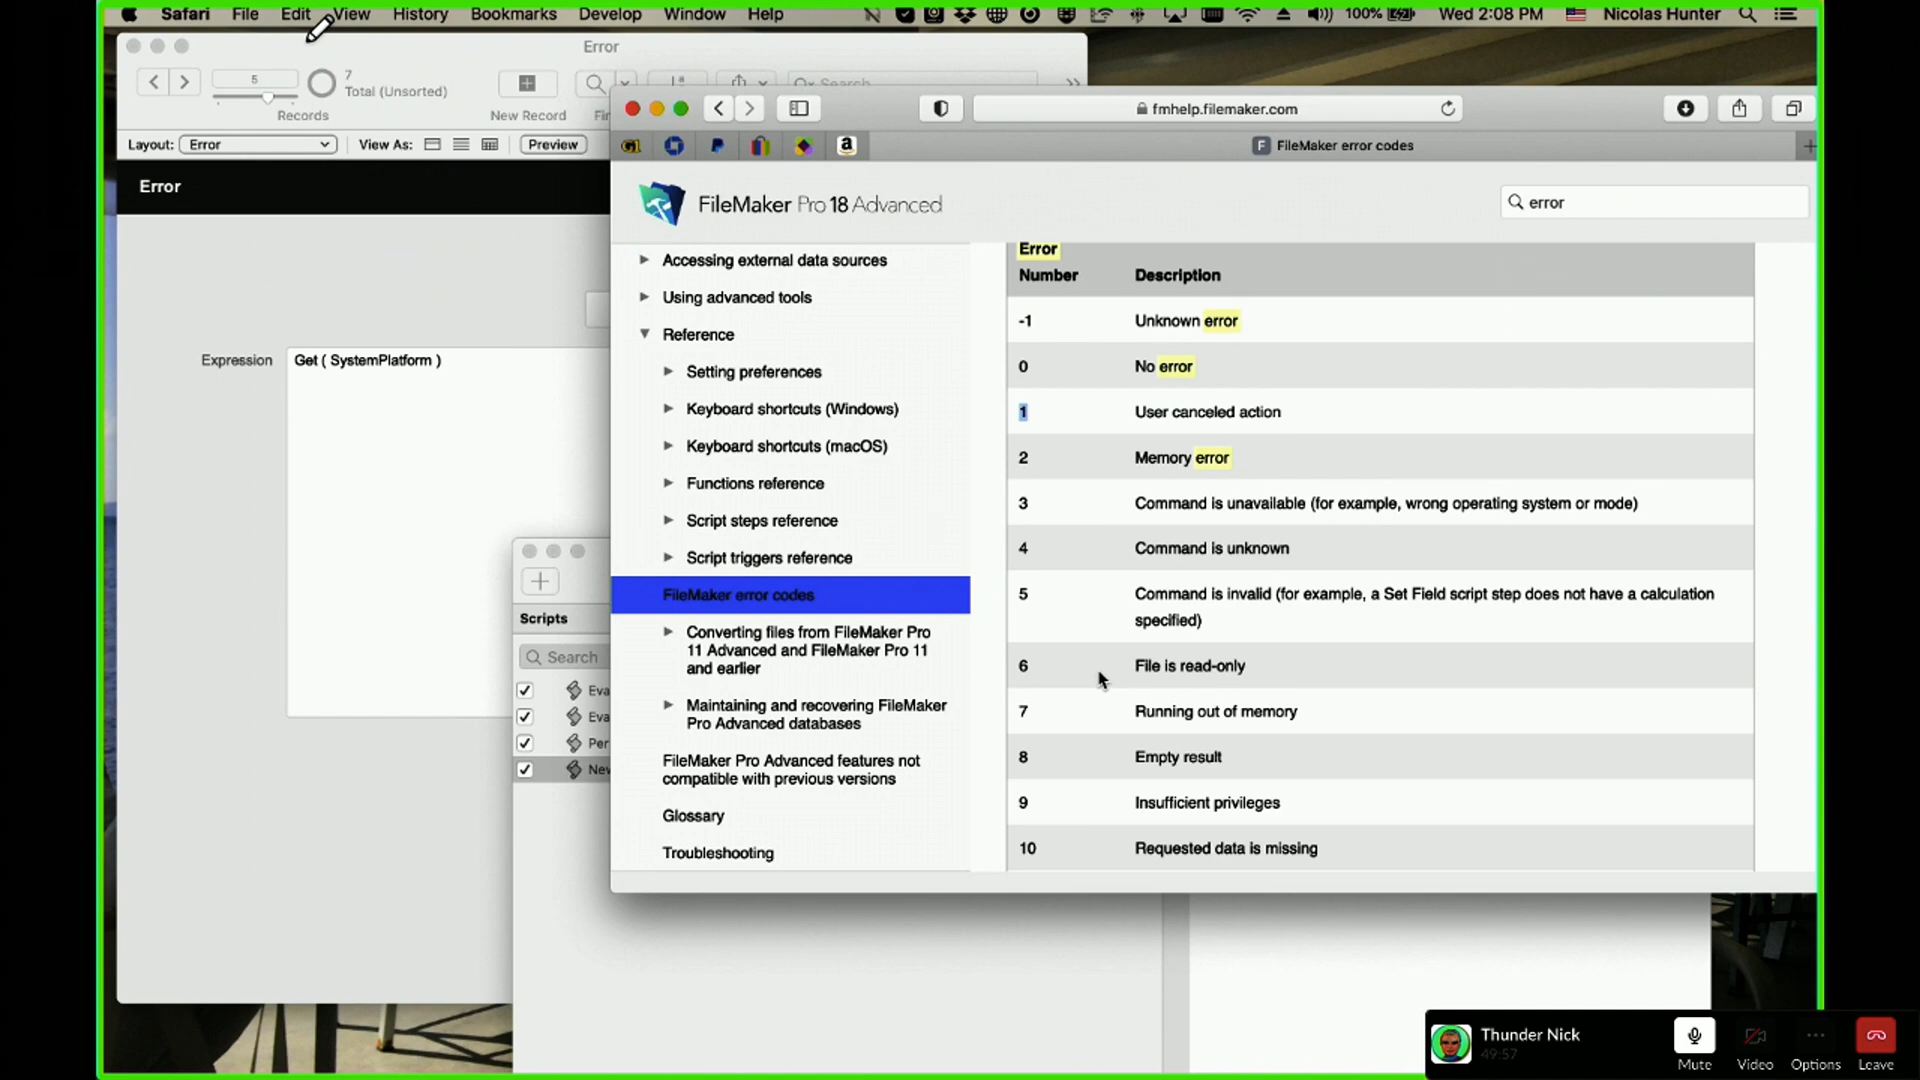 Safari File Edit View History Bookmarks Develop Window Help 100% Wed 2:08 PM Nicolas Hunter
Error
5
7
Total (Unsorted)
Search
Records
New Record
Layout: Error View As: Preview
Error
Expression
Get ( SystemPlatform )
Scripts
Search
fmhelp.filemaker.com
FileMaker error codes
FileMaker Pro 18 Advanced
error
Accessing external data sources
Using advanced tools
Reference
Setting preferences
Keyboard shortcuts (Windows)
Keyboard shortcuts (macOS)
Functions reference
Script steps reference
Script triggers reference
FileMaker error codes
Converting files from FileMaker Pro
11 Advanced and FileMaker Pro 11
and earlier
Maintaining and recovering FileMaker
Pro Advanced databases
FileMaker Pro Advanced features not
compatible with previous versions
Glossary
Troubleshooting
Error
Number Description
-1 Unknown error
0 No error
1 User canceled action
2 Memory error
3 Command is unavailable (for example, wrong operating system or mode)
4 Command is unknown
5 Command is invalid (for example, a Set Field script step does not have a calculation
specified)
6 File is read-only
7 Running out of memory
8 Empty result
9 Insufficient privileges
10 Requested data is missing
Thunder Nick
49:57
Mute Video Options Leave